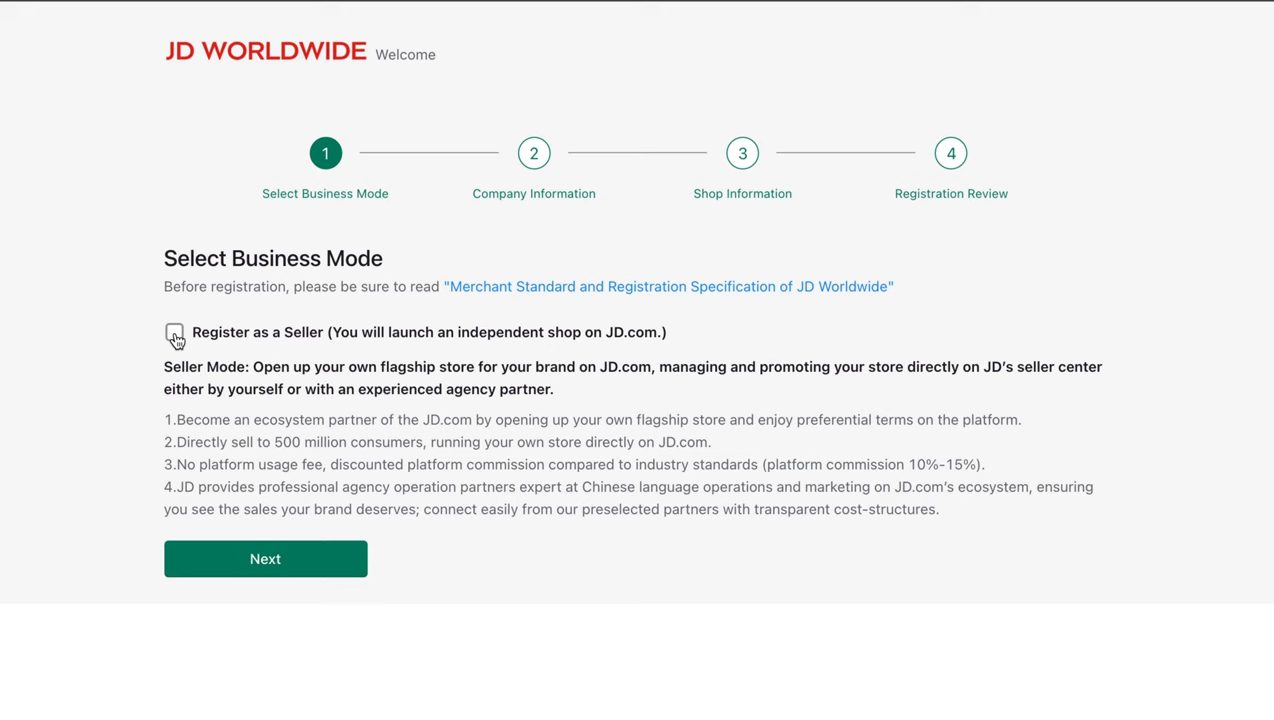 JD WORLDWIDE Welcome
1 2 3 4
Select Business Mode Company Information Shop Information Registration Review
Select Business Mode
Before registration, please be sure to read "Merchant Standard and Registration Specification of JD Worldwide"
Register as a Seller (You will launch an independent shop on JD.com.)
Seller Mode: Open up your own flagship store for your brand on JD.com, managing and promoting your store directly on JD's seller center
either by yourself or with an experienced agency partner.
1.Become an ecosystem partner of the JD.com by opening up your own flagship store and enjoy preferential terms on the platform.
2.Directly sell to 500 million consumers, running your own store directly on JD.com.
3.No platform usage fee, discounted platform commission compared to industry standards (platform commission 10%-15%).
4.JD provides professional agency operation partners expert at Chinese language operations and marketing on JD.com's ecosystem, ensuring
you see the sales your brand deserves; connect easily from our preselected partners with transparent cost-structures.
Next